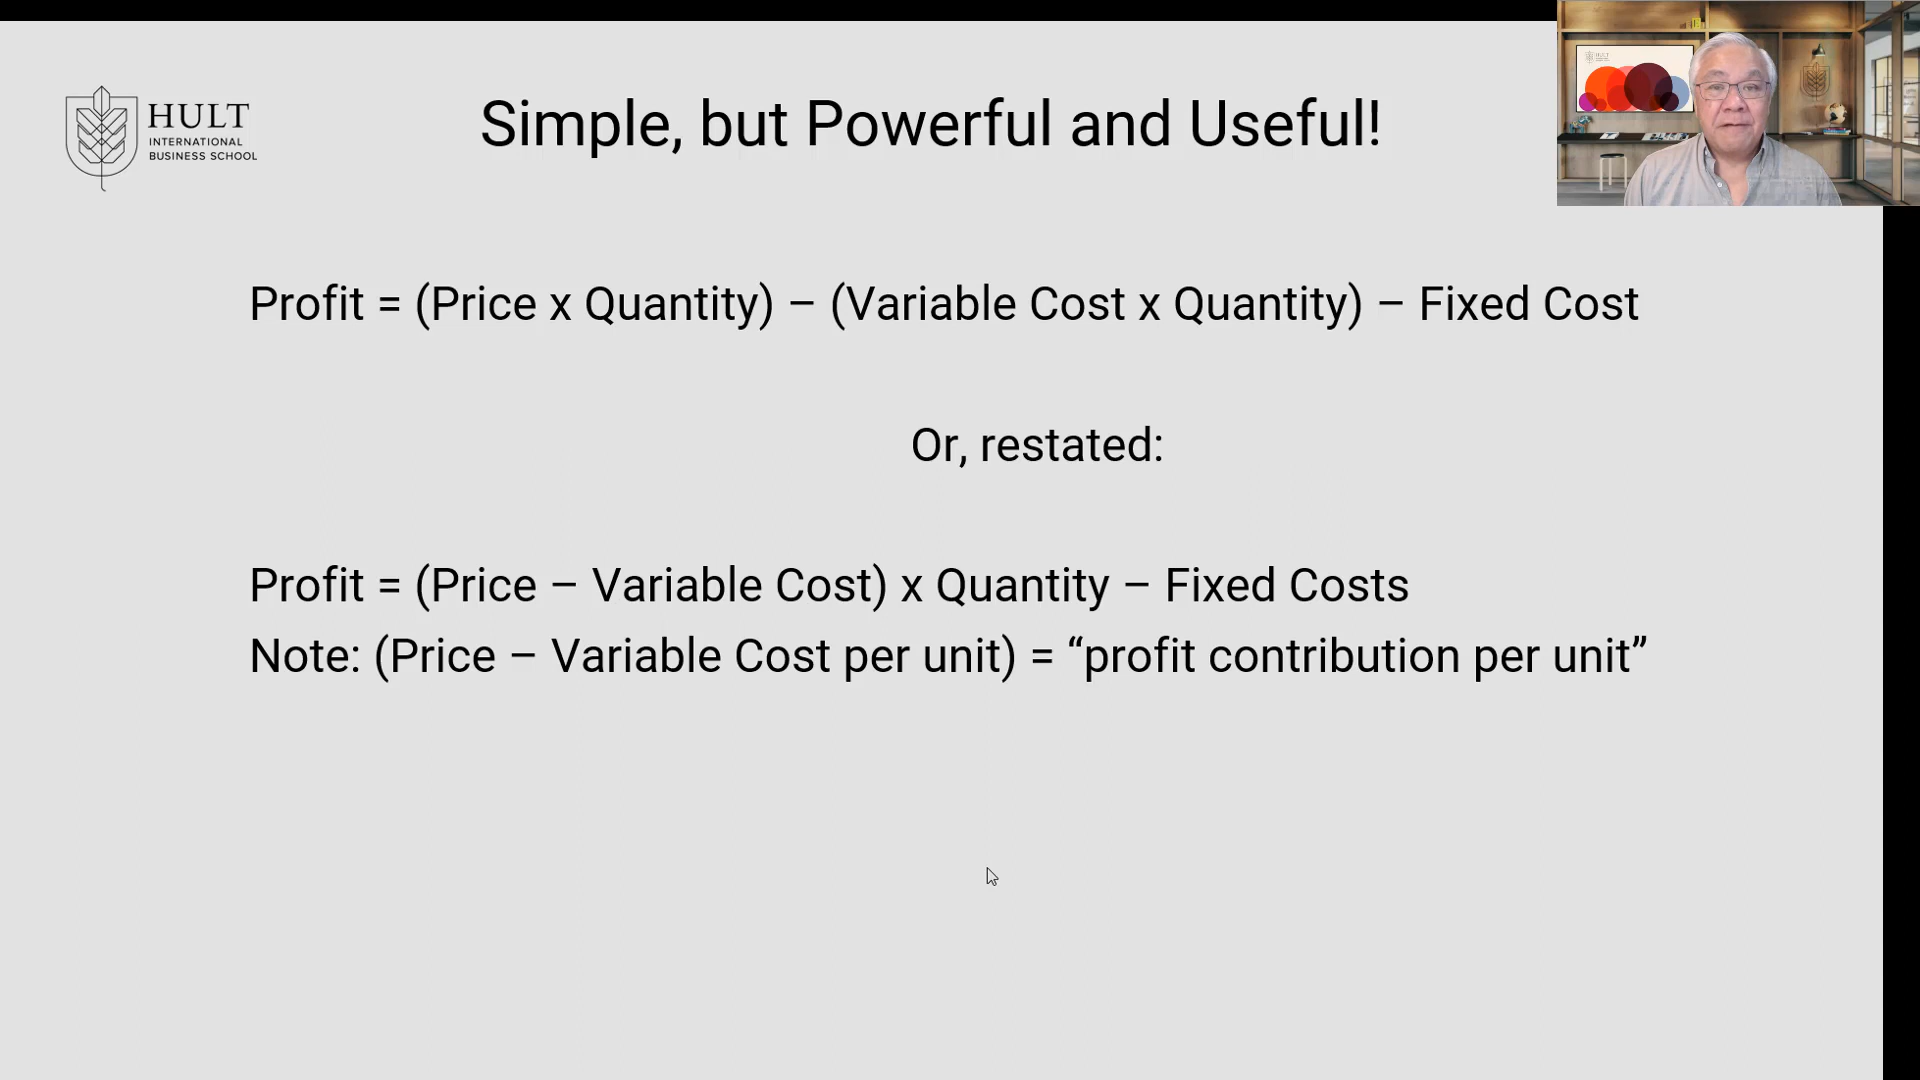 HULT
INTERNATIONAL
BUSINESS SCHOOL
Simple, but Powerful and Useful!
Profit = (Price x Quantity) – (Variable Cost x Quantity) – Fixed Cost
Or, restated:
Profit = (Price – Variable Cost) x Quantity – Fixed Costs
Note: (Price – Variable Cost per unit) = “profit contribution per unit”